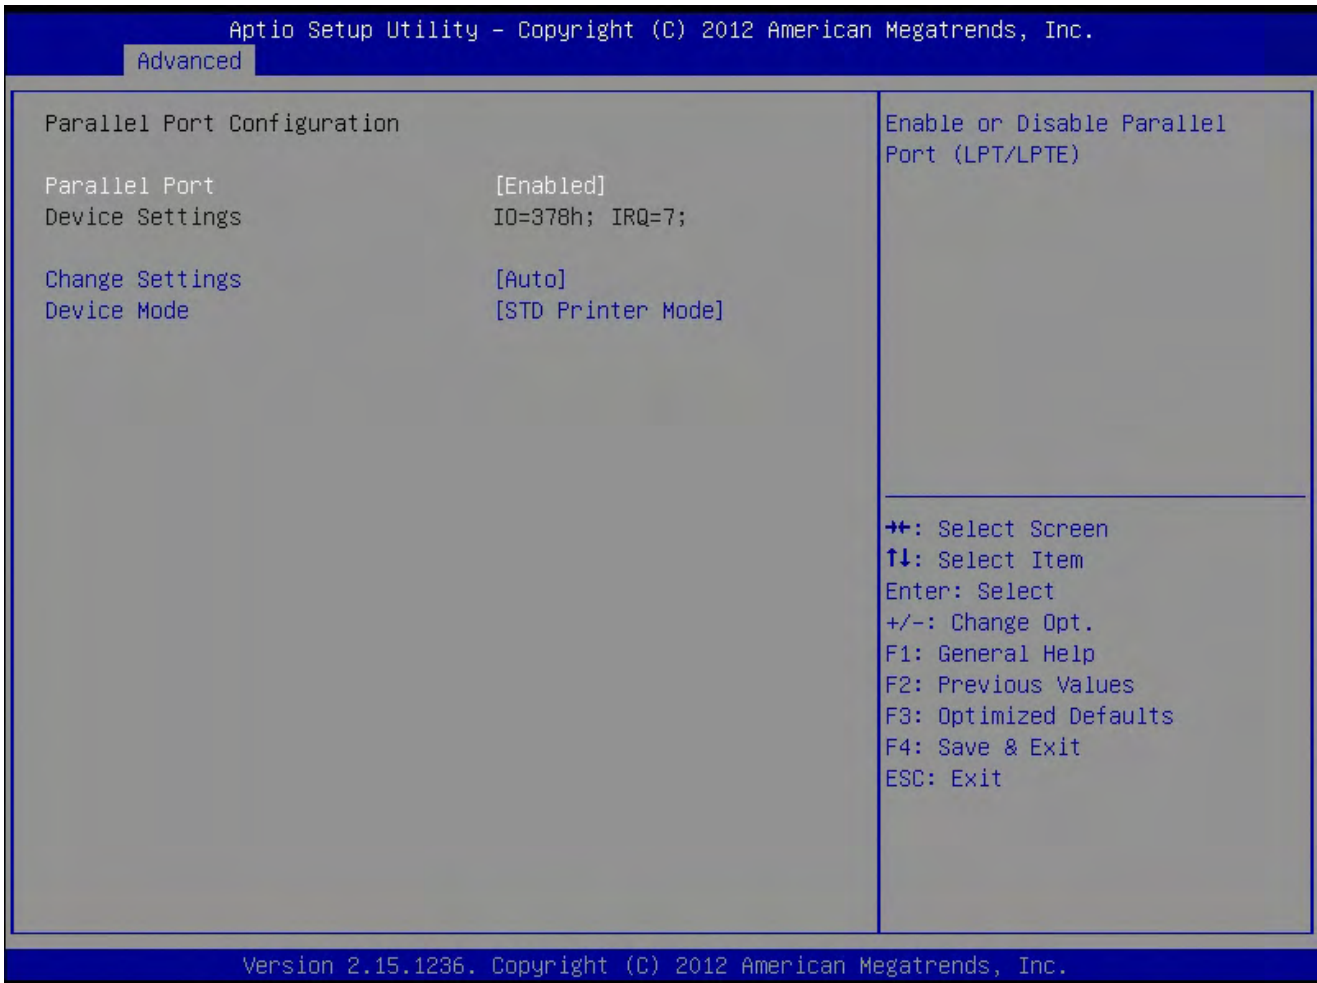 Aptio Setup Utility – Copyright (C) 2012 American Megatrends, Inc.
Advanced
Parallel Port Configuration
Parallel Port [Enabled]
Device Settings IO=378h; IRQ=7;
Change Settings [Auto]
Device Mode [STD Printer Mode]
Enable or Disable Parallel
Port (LPT/LPTE)
→←: Select Screen
↑↓: Select Item
Enter: Select
+/-: Change Opt.
F1: General Help
F2: Previous Values
F3: Optimized Defaults
F4: Save & Exit
ESC: Exit
Version 2.15.1236. Copyright (C) 2012 American Megatrends, Inc.